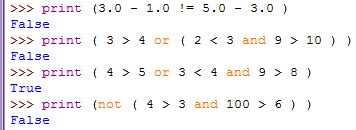 >>> print (3.0 - 1.0 != 5.0 - 3.0 )
False
>>> print ( 3 > 4 or ( 2 < 3 and 9 > 10 ) )
False
>>> print ( 4 > 5 or 3 < 4 and 9 > 8 )
True
>>> print (not ( 4 > 3 and 100 > 6 ) )
False